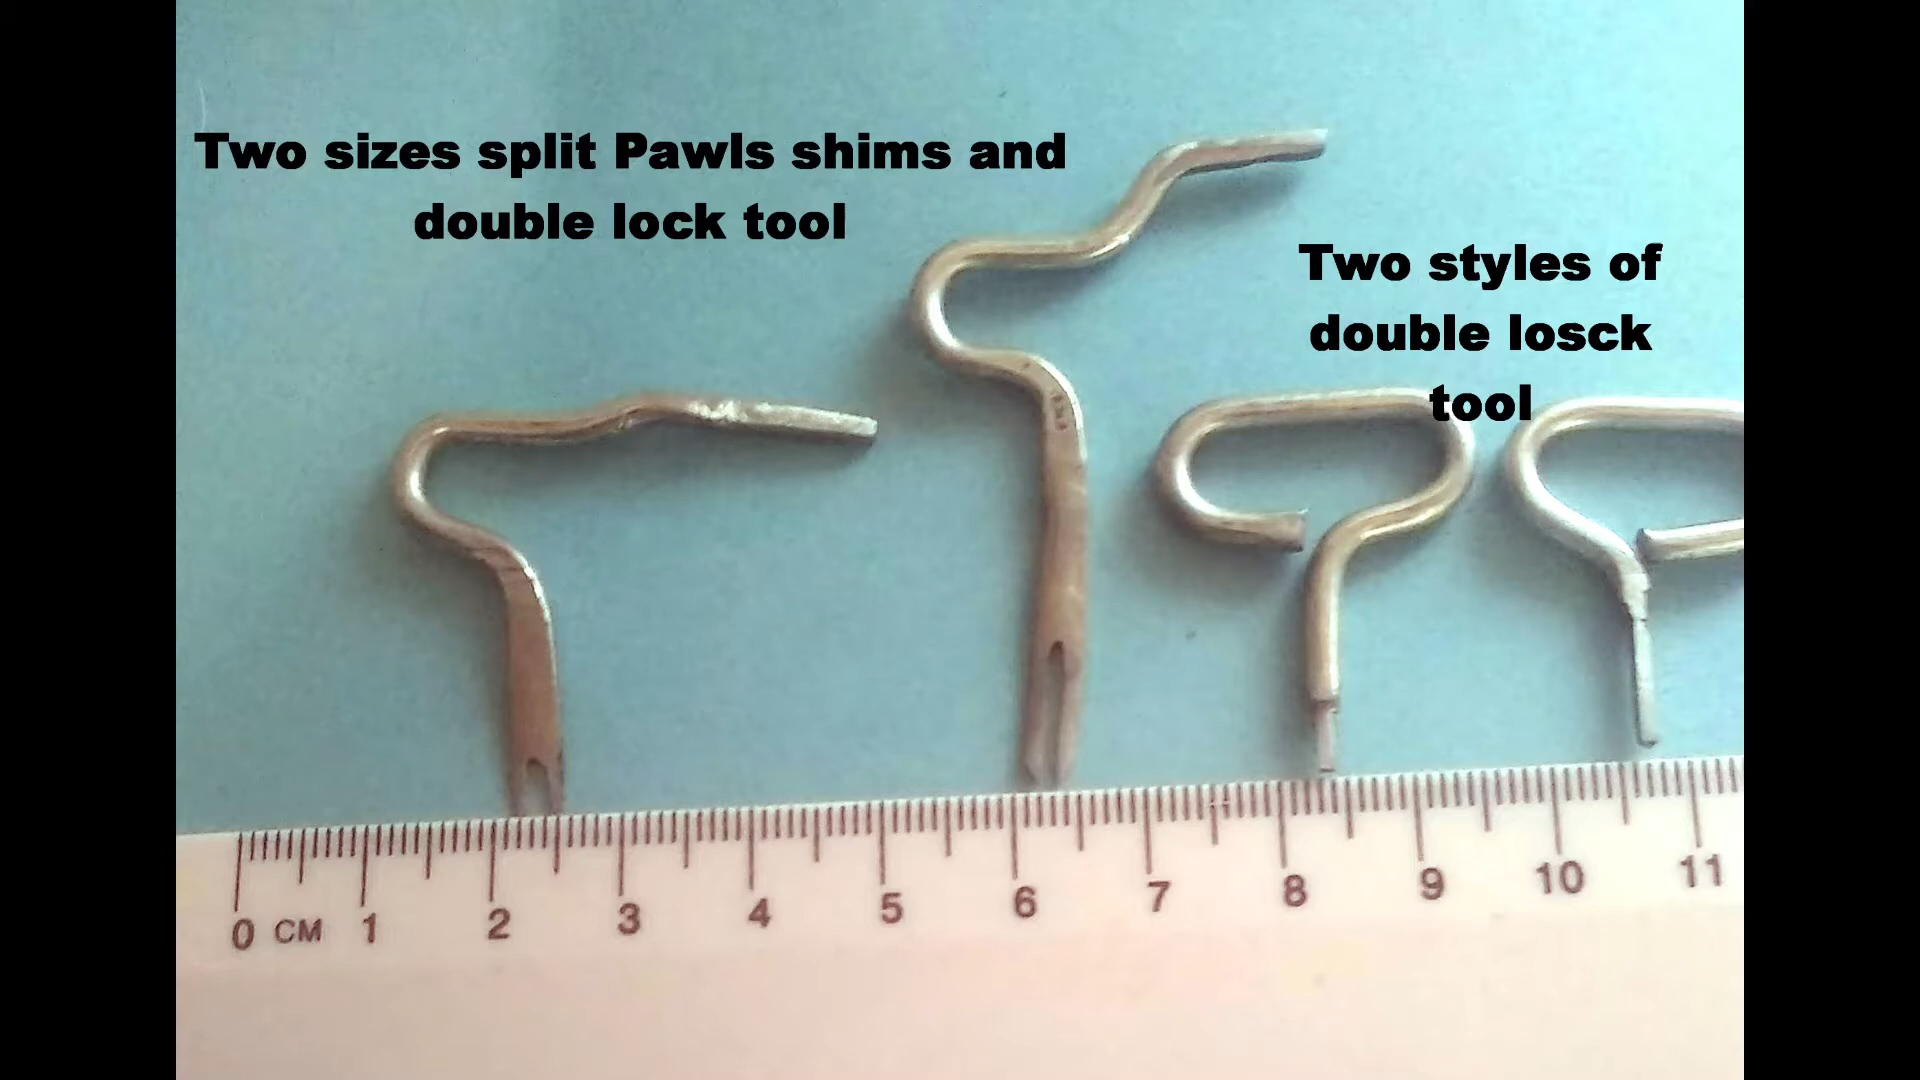 Two sizes split Pawls shims and
double lock tool
Two styles of
double losck
tool
0 CM 1 2 3 4 5 6 7 8 9 10 11